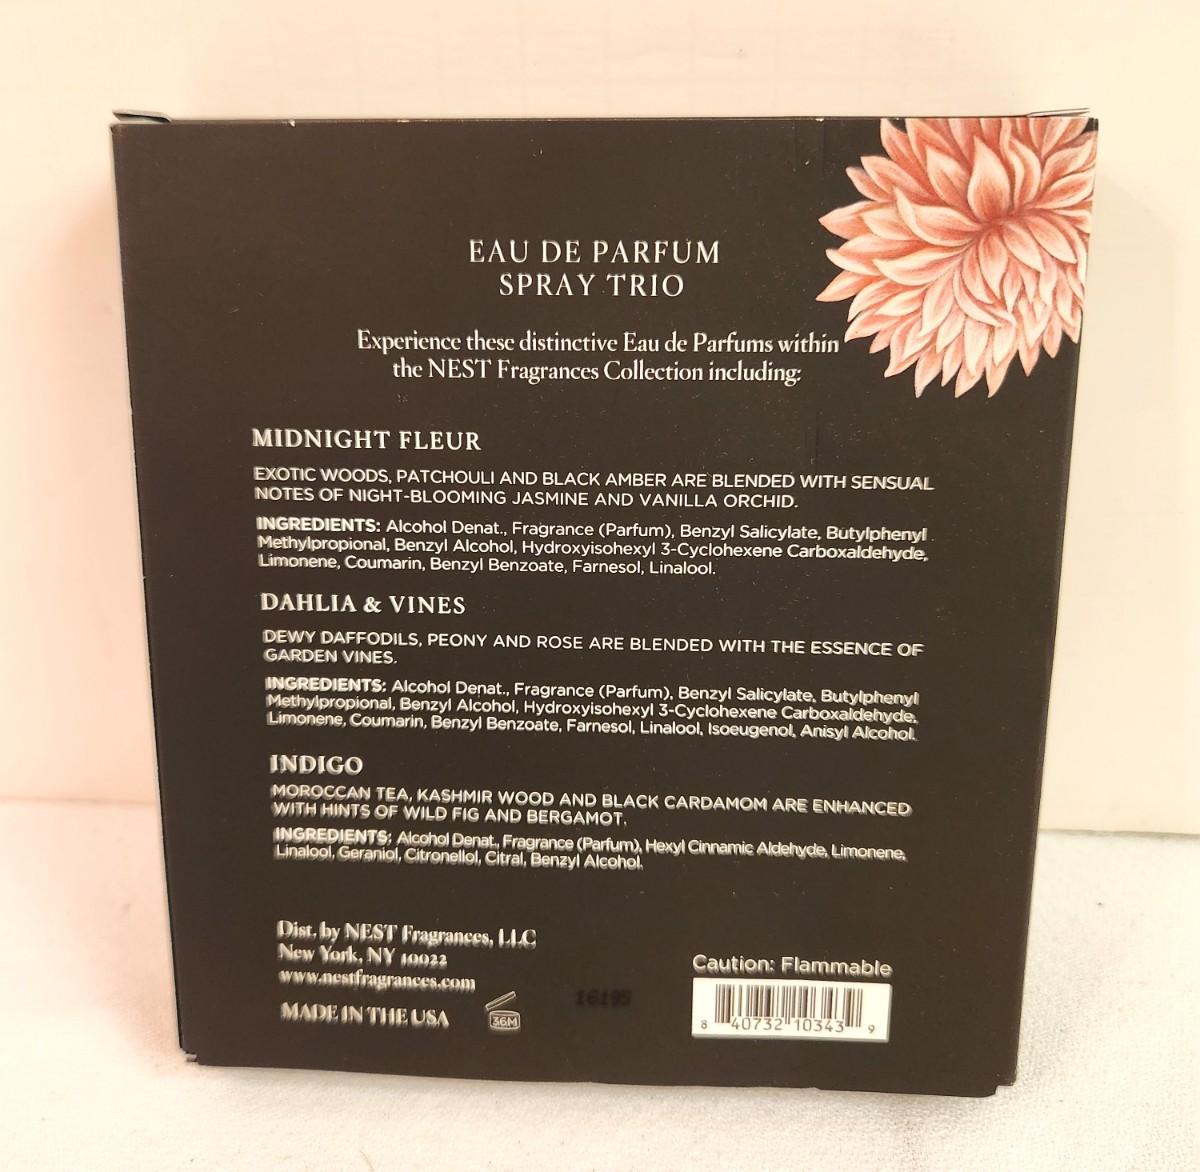 EAU DE PARFUM
SPRAY TRIO
Experience these distinctive Eau de Parfums within
the NEST Fragrances Collection including:
MIDNIGHT FLEUR
EXOTIC WOODS, PATCHOULI AND BLACK AMBER ARE BLENDED WITH SENSUAL
NOTES OF NIGHT-BLOOMING JASMINE AND VANILLA ORCHID.
INGREDIENTS: Alcohol Denat., Fragrance (Parfum), Benzyl Salicylate, Butylphenyl
Methylpropional, Benzyl Alcohol, Hydroxyisohexyl 3-Cyclohexene Carboxaldehyde,
Limonene, Coumarin, Benzyl Benzoate, Farnesol, Linalool.
DAHLIA & VINES
DEWY DAFFODILS, PEONY AND ROSE ARE BLENDED WITH THE ESSENCE OF
GARDEN VINES.
INGREDIENTS: Alcohol Denat., Fragrance (Parfum), Benzyl Salicylate, Butylphenyl
Methylpropional, Benzyl Alcohol, Hydroxyisohexyl 3-Cyclohexene Carboxaldehyde,
Limonene, Coumarin, Benzyl Benzoate, Farnesol, Linalool, Isoeugenol, Anisyl Alcohol.
INDIGO
MOROCCAN TEA, KASHMIR WOOD AND BLACK CARDAMOM ARE ENHANCED
WITH HINTS OF WILD FIG AND BERGAMOT.
INGREDIENTS: Alcohol Denat., Fragrance (Parfum), Hexyl Cinnamic Aldehyde, Limonene,
Linalool, Geraniol, Citronellol, Citral, Benzyl Alcohol.
Dist. by NEST Fragrances, LLC
New York, NY 10022
www.nestfragrances.com
MADE IN THE USA
36M
16195
Caution: Flammable
8 40732 10343 9